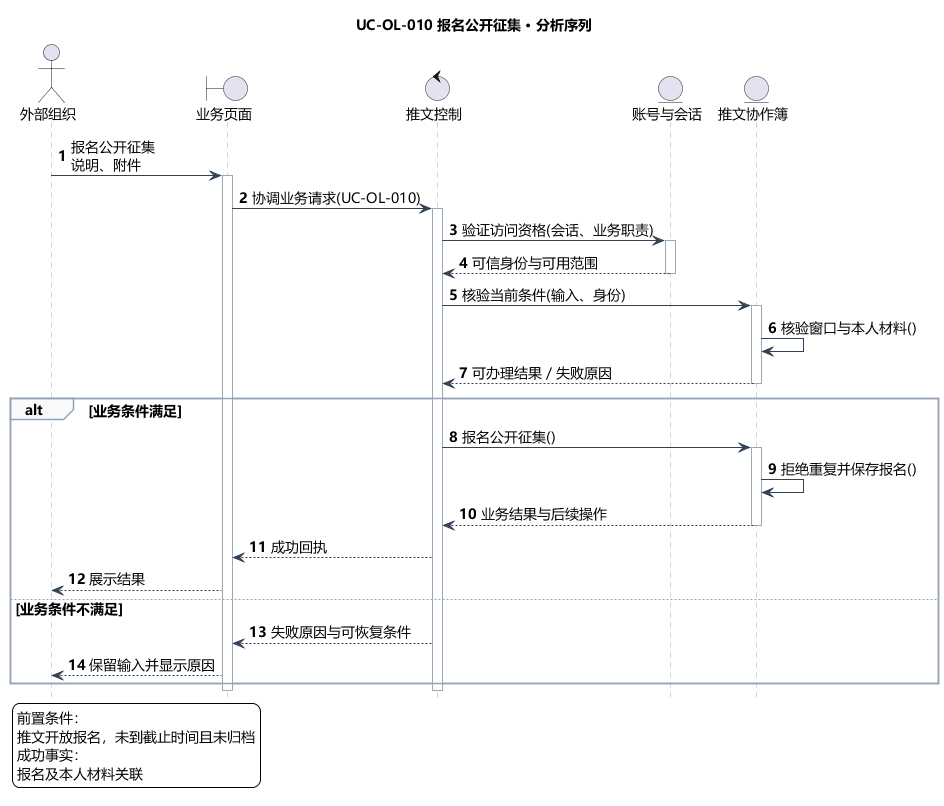 UC-OL-010 报名公开征集 · 分析序列
外部组织
业务页面
推文控制
账号与会话
推文协作簿
1 报名公开征集
说明、附件
2 协调业务请求(UC-OL-010)
3 验证访问资格(会话、业务职责)
4 可信身份与可用范围
5 核验当前条件(输入、身份)
6 核验窗口与本人材料()
7 可办理结果 / 失败原因
alt [业务条件满足]
8 报名公开征集()
9 拒绝重复并保存报名()
10 业务结果与后续操作
11 成功回执
12 展示结果
[业务条件不满足]
13 失败原因与可恢复条件
14 保留输入并显示原因
前置条件：
推文开放报名，未到截止时间且未归档
成功事实：
报名及本人材料关联